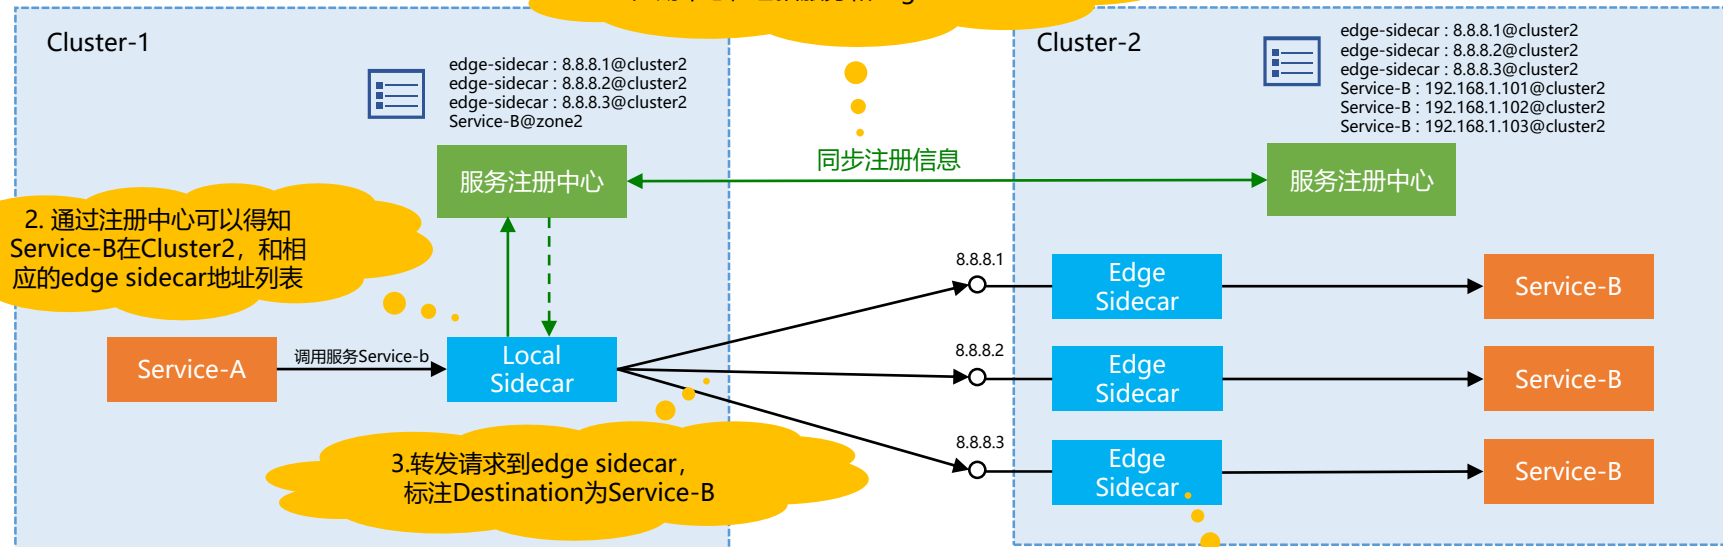 Cluster-1
edge-sidecar : 8.8.8.1@cluster2
edge-sidecar : 8.8.8.2@cluster2
edge-sidecar : 8.8.8.3@cluster2
Service-B@zone2
Cluster-2
edge-sidecar : 8.8.8.1@cluster2
edge-sidecar : 8.8.8.2@cluster2
edge-sidecar : 8.8.8.3@cluster2
Service-B : 192.168.1.101@cluster2
Service-B : 192.168.1.102@cluster2
Service-B : 192.168.1.103@cluster2
服务注册中心
同步注册信息
服务注册中心
2. 通过注册中心可以得知
Service-B在Cluster2，和相
应的edge sidecar地址列表
8.8.8.1
Edge
Sidecar
Service-B
Service-A
调用服务Service-b
Local
Sidecar
8.8.8.2
Edge
Sidecar
Service-B
3.转发请求到edge sidecar，
标注Destination为Service-B
8.8.8.3
Edge
Sidecar
Service-B